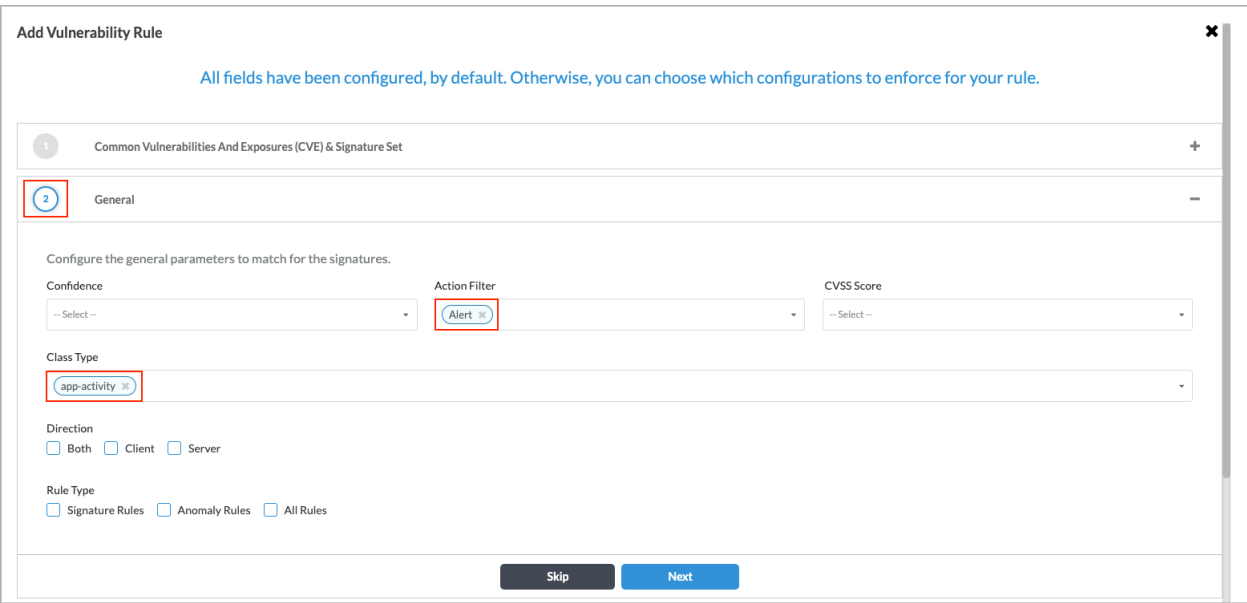 Add Vulnerability Rule
All fields have been configured, by default. Otherwise, you can choose which configurations to enforce for your rule.
1 Common Vulnerabilities And Exposures (CVE) & Signature Set
2 General
Configure the general parameters to match for the signatures.
Confidence Action Filter CVSS Score
-- Select -- Alert -- Select --
Class Type
app-activity
Direction
Both Client Server
Rule Type
Signature Rules Anomaly Rules All Rules
Skip Next